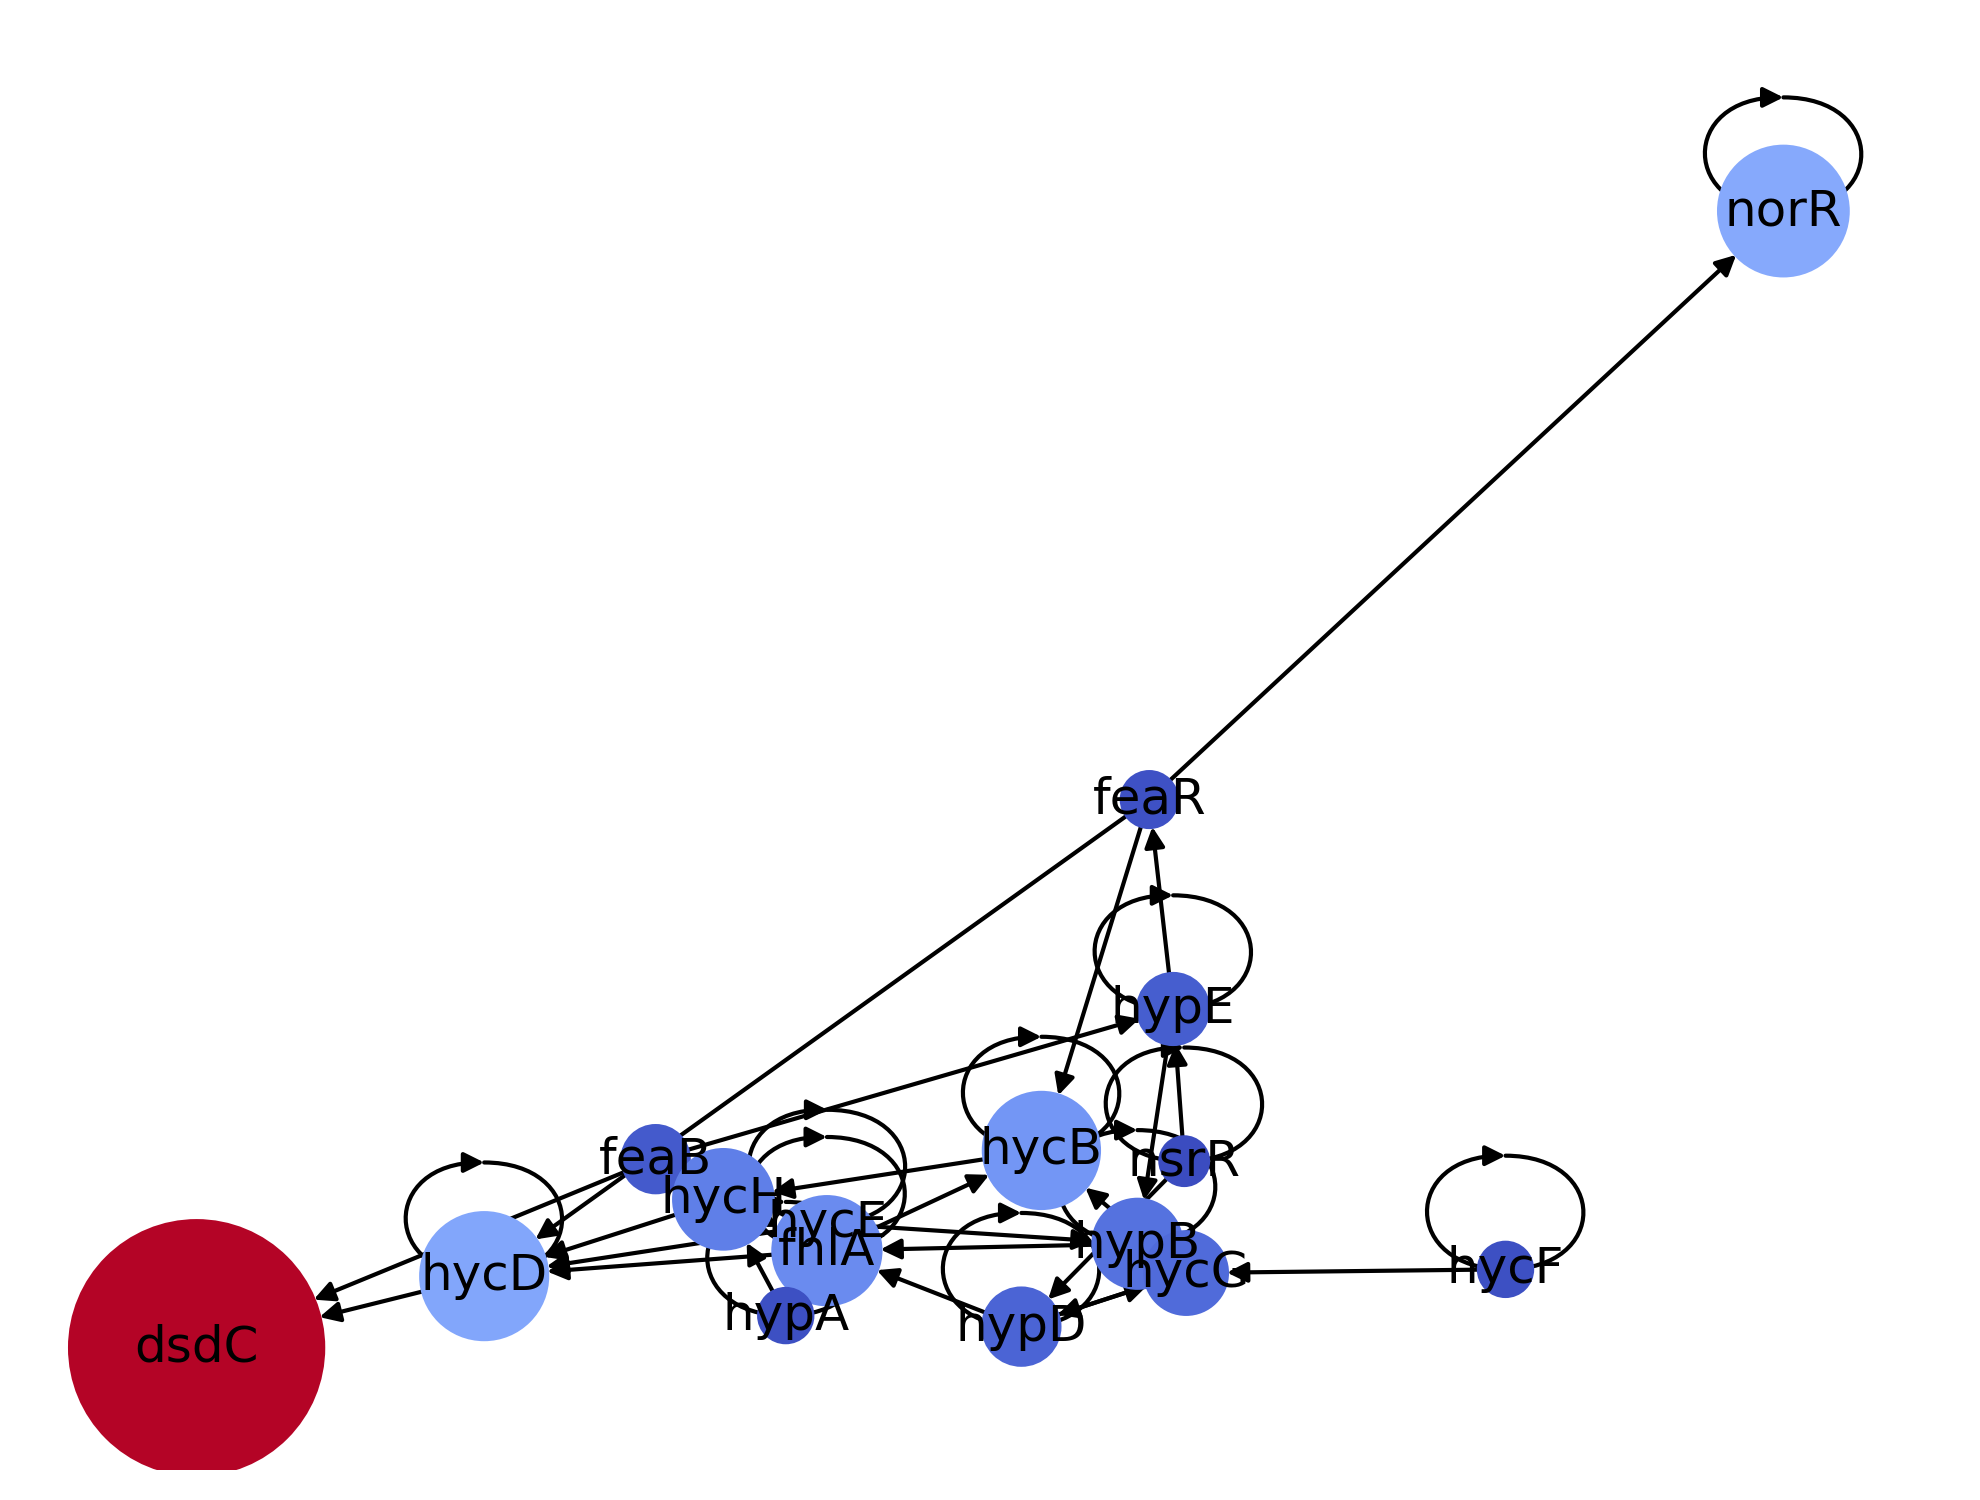 norR
feaR
hypE
hycB
feaB
nsrR
hycH
hycE
hypB
fhlA
hycD
hycG
hycF
hypA
hypD
dsdC